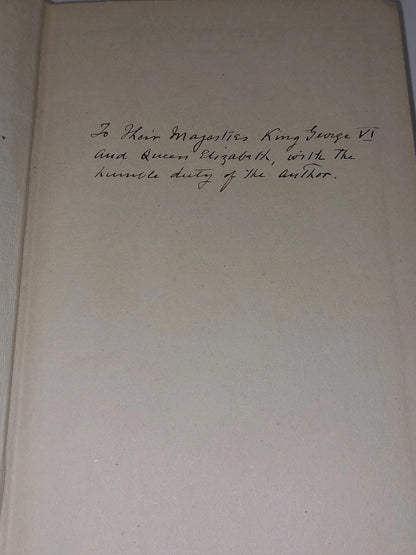 To Their Majesties King George VI
and Queen Elizabeth, with the
humble duty of the author.